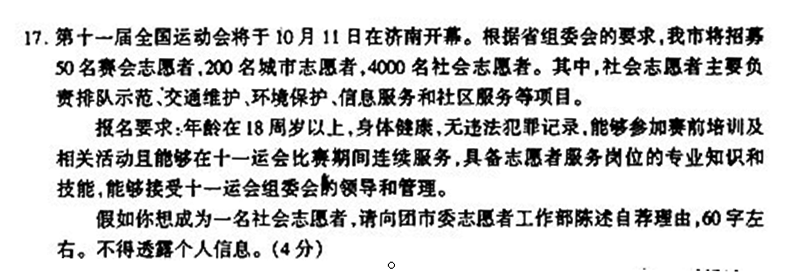 17. 第十一届全国运动会将于10月11日在济南开幕。根据省组委会的要求,我市将招募
50名赛会志愿者,200名城市志愿者,4000名社会志愿者。其中,社会志愿者主要负
责排队示范、交通维护、环境保护、信息服务和社区服务等项目。
报名要求:年龄在18周岁以上,身体健康,无违法犯罪记录,能够参加赛前培训及
相关活动且能够在十一运会比赛期间连续服务,具备志愿者服务岗位的专业知识和
技能,能够接受十一运会组委会的领导和管理。
假如你想成为一名社会志愿者,请向团市委志愿者工作部陈述自荐理由,60字左
右。不得透露个人信息。(4分)